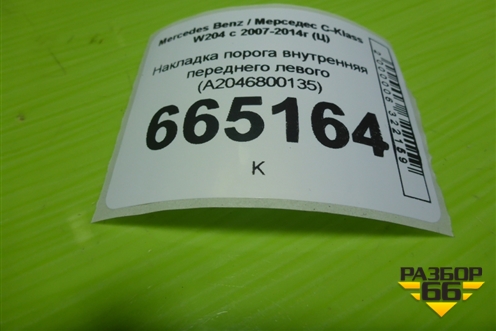 Mercedes Benz / Мерседес C-Klass
W204 с 2007-2014г (Ц)
Накладка порога внутренняя
переднего левого
(A2046800135)
665164
К
РАЗБОР
66